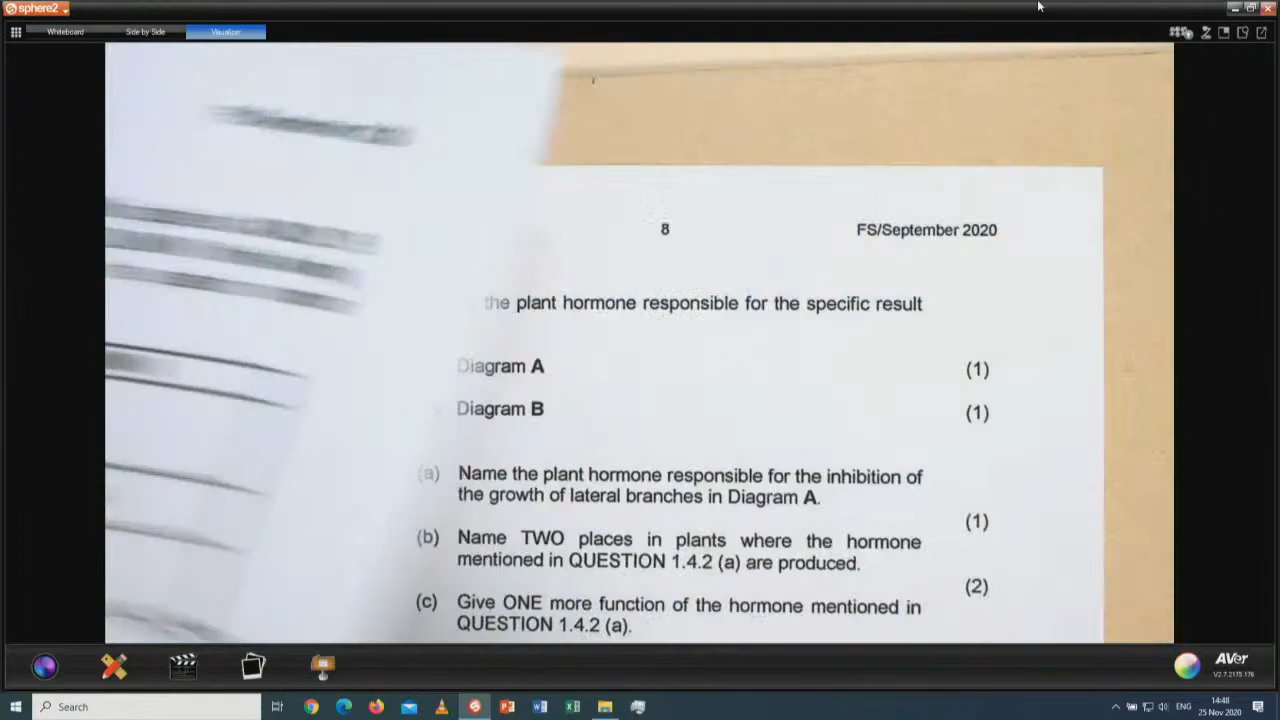 sphere2
Whiteboard
Side by Side
Visualizer
8
FS/September 2020
the plant hormone responsible for the specific result
Diagram A
(1)
Diagram B
(1)
(a) Name the plant hormone responsible for the inhibition of
the growth of lateral branches in Diagram A.
(1)
(b) Name TWO places in plants where the hormone
mentioned in QUESTION 1.4.2 (a) are produced.
(2)
(c) Give ONE more function of the hormone mentioned in
QUESTION 1.4.2 (a).
AVer
V2.7.2175.178
Search
ENG
14:48
25 Nov 2020